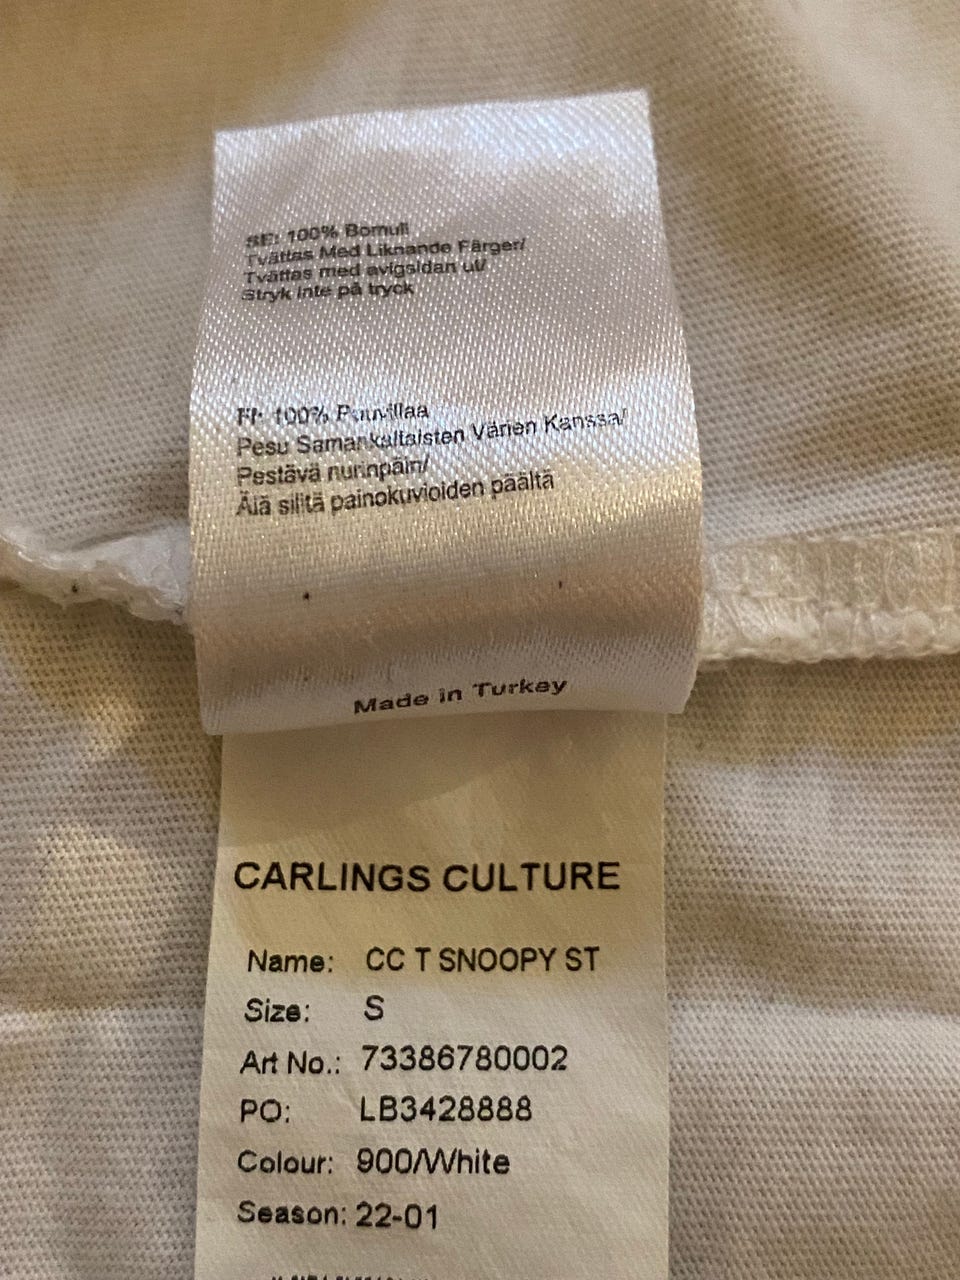 SE: 100% Bomull
Tvättas Med Liknande Färger/
Tvättas med avigsidan ut/
Stryk inte på tryck
FI: 100% Puuvillaa
Pesu Samankaltaisten Värien Kanssa/
Pestävä nurinpäin/
Älä silitä painokuvioiden päältä
Made in Turkey
CARLINGS CULTURE
Name: CC T SNOOPY ST
Size: S
Art No.: 73386780002
PO: LB3428888
Colour: 900/White
Season: 22-01